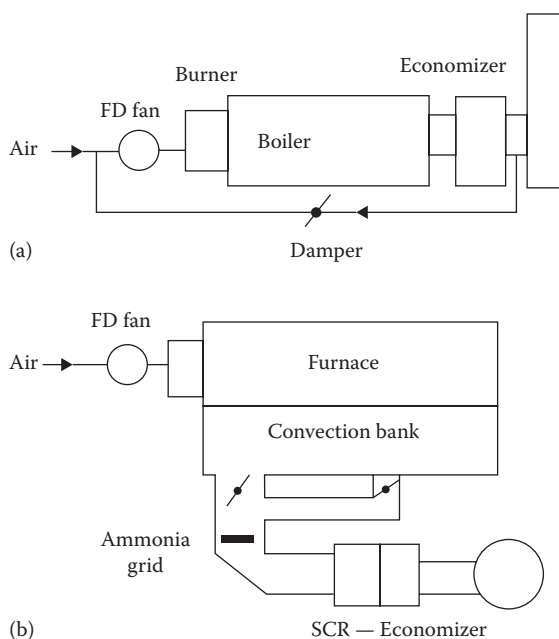 Economizer
Burner
FD fan
Air
Boiler
Damper
(a)
FD fan
Air
Furnace
Convection bank
Ammonia
grid
SCR — Economizer
(b)